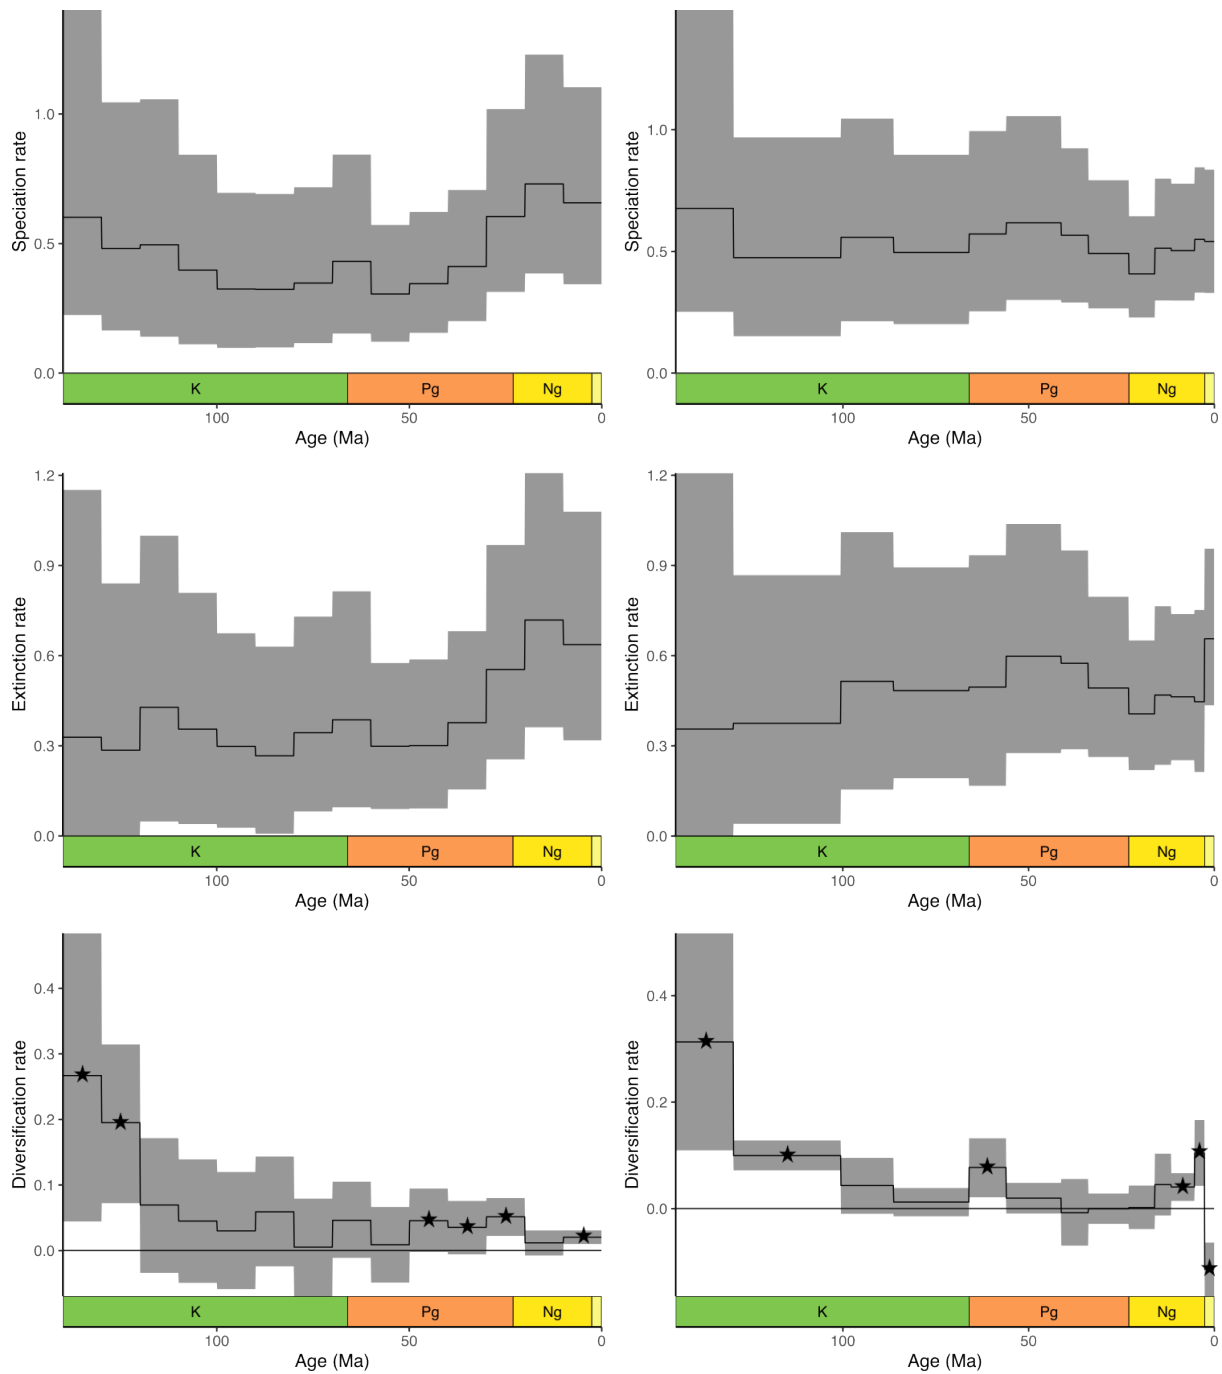 Speciation rate
1.0
0.5
0.0
K
Pg
Ng
100
50
0
Age (Ma)
Speciation rate
1.0
0.5
0.0
K
Pg
Ng
100
50
0
Age (Ma)
Extinction rate
1.2
0.9
0.6
0.3
0.0
K
Pg
Ng
100
50
0
Age (Ma)
Extinction rate
1.2
0.9
0.6
0.3
0.0
K
Pg
Ng
100
50
0
Age (Ma)
Diversification rate
0.4
0.3
0.2
0.1
0.0
K
Pg
Ng
100
50
0
Age (Ma)
Diversification rate
0.4
0.2
0.0
K
Pg
Ng
100
50
0
Age (Ma)